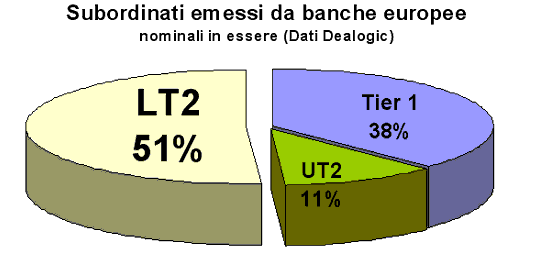 Subordinati emessi da banche europee
nominali in essere (Dati Dealogic)
LT2
51%
Tier 1
38%
UT2
11%